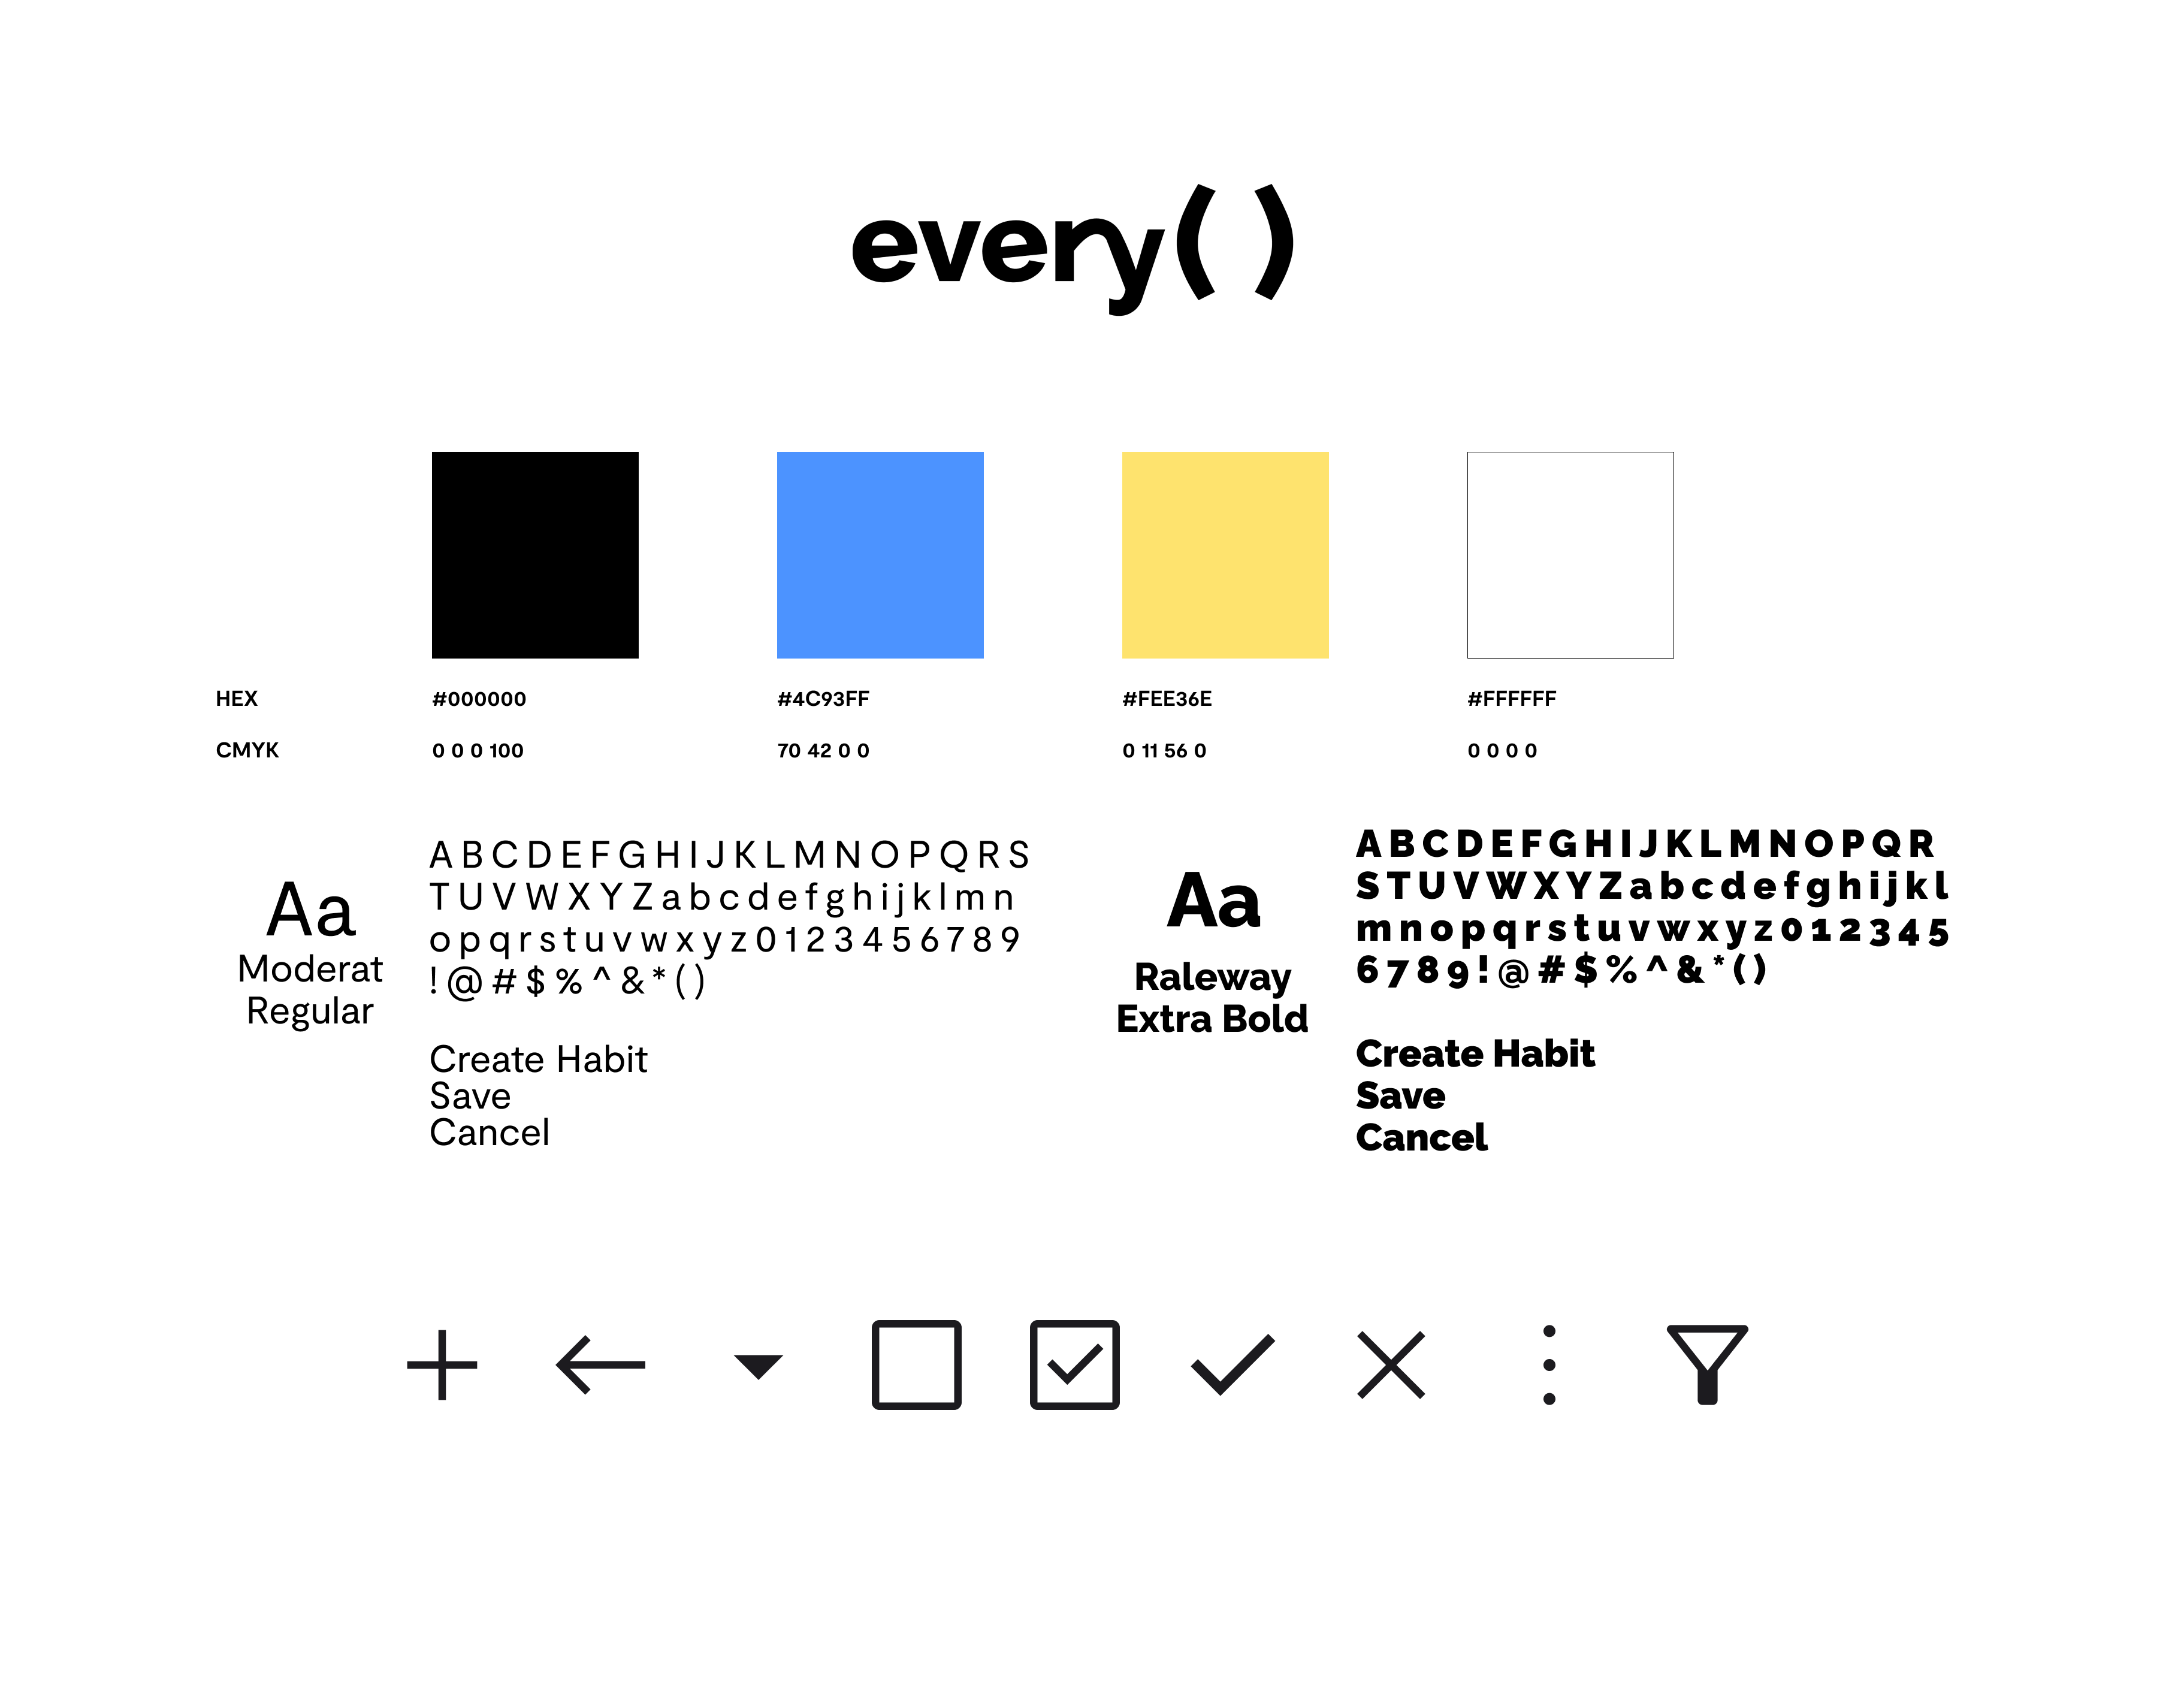 every( )
HEX #000000 #4C93FF #FEE36E #FFFFFF
CMYK 0 0 0 100 70 42 0 0 0 11 56 0 0 0 0 0
Aa
Moderat
Regular
A B C D E F G H I J K L M N O P Q R S
T U V W X Y Z a b c d e f g h i j k l m n
o p q r s t u v w x y z 0 1 2 3 4 5 6 7 8 9
! @ # $ % ^ & * ( )
Create Habit
Save
Cancel
Aa
Raleway
Extra Bold
A B C D E F G H I J K L M N O P Q R
S T U V W X Y Z a b c d e f g h i j k l
m n o p q r s t u v w x y z 0 1 2 3 4 5
6 7 8 9 ! @ # $ % ^ & * ( )
Create Habit
Save
Cancel